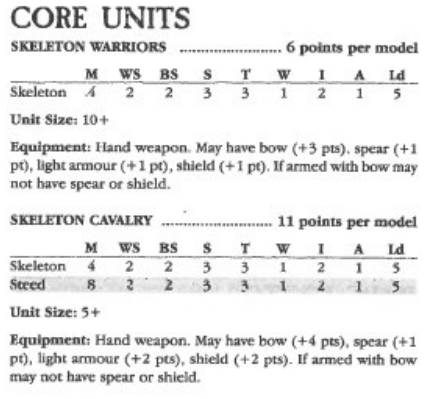 CORE UNITS
SKELETON WARRIORS ........................ 6 points per model
M WS BS S T W I A Ld
Skeleton 4 2 2 3 3 1 2 1 5
Unit Size: 10+
Equipment: Hand weapon. May have bow (+3 pts), spear (+1
pt), light armour (+1 pt), shield (+1 pt). If armed with bow may
not have spear or shield.
SKELETON CAVALRY ........................... 11 points per model
M WS BS S T W I A Ld
Skeleton 4 2 2 3 3 1 2 1 5
Steed 8 2 2 3 3 1 2 1 5
Unit Size: 5+
Equipment: Hand weapon. May have bow (+4 pts), spear (+1
pt), light armour (+2 pts), shield (+2 pts). If armed with bow
may not have spear or shield.